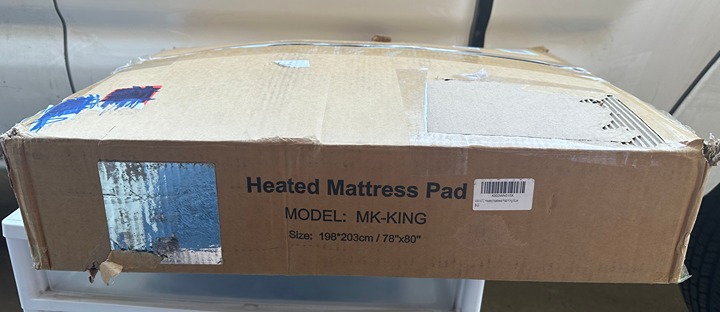 Heated Mattress Pad
MODEL: MK-KING
Size: 198*203cm / 78"x80"